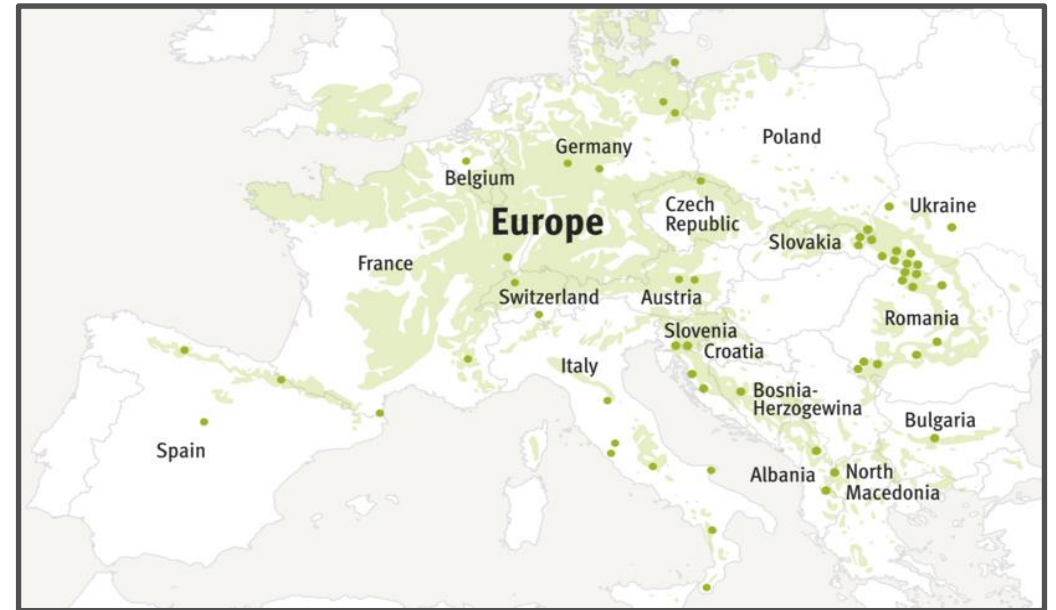 Poland
Germany
Belgium
Czech
Republic
Ukraine
Europe
Slovakia
France
Switzerland
Austria
Romania
Slovenia
Croatia
Italy
Bosnia-
Herzogewina
Bulgaria
Spain
Albania
North
Macedonia